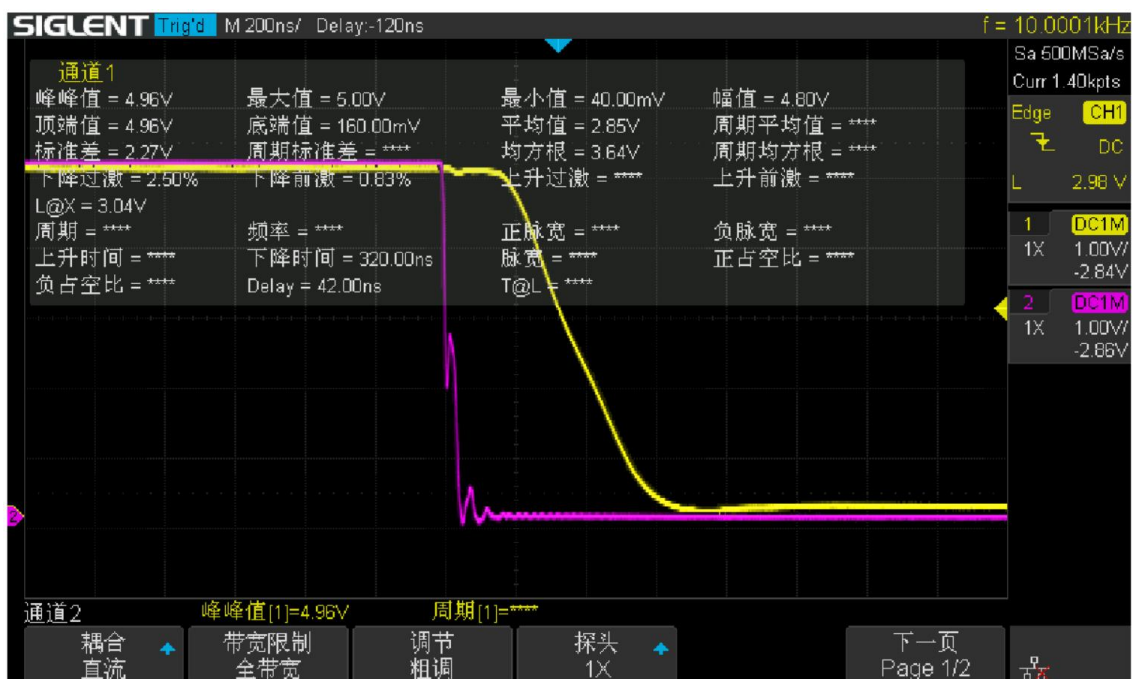 SIGLENT Trig'd M 200ns/ Delay:-120ns f = 10.0001kHz
Sa 500MSa/s
Curr 1.40kpts
Edge CH1
DC
L 2.98 V
1 DC1M
1X 1.00V/
-2.84V
2 DC1M
1X 1.00V/
-2.86V
通道1
峰峰值 = 4.96V 最大值 = 5.00V 最小值 = 40.00mV 幅值 = 4.80V
顶端值 = 4.96V 底端值 = 160.00mV 平均值 = 2.85V 周期平均值 = ****
标准差 = 2.27V 周期标准差 = **** 均方根 = 3.64V 周期均方根 = ****
下降过激 = 2.50% 下降前激 = 0.83% 上升过激 = **** 上升前激 = ****
L@X = 3.04V
周期 = **** 频率 = **** 正脉宽 = **** 负脉宽 = ****
上升时间 = **** 下降时间 = 320.00ns 脉宽 = **** 正占空比 = ****
负占空比 = **** Delay = 42.00ns T@L = ****
2
通道2 峰峰值[1]=4.96V 周期[1]=****
耦合 带宽限制 调节 探头 下一页
直流 全带宽 粗调 1X Page 1/2